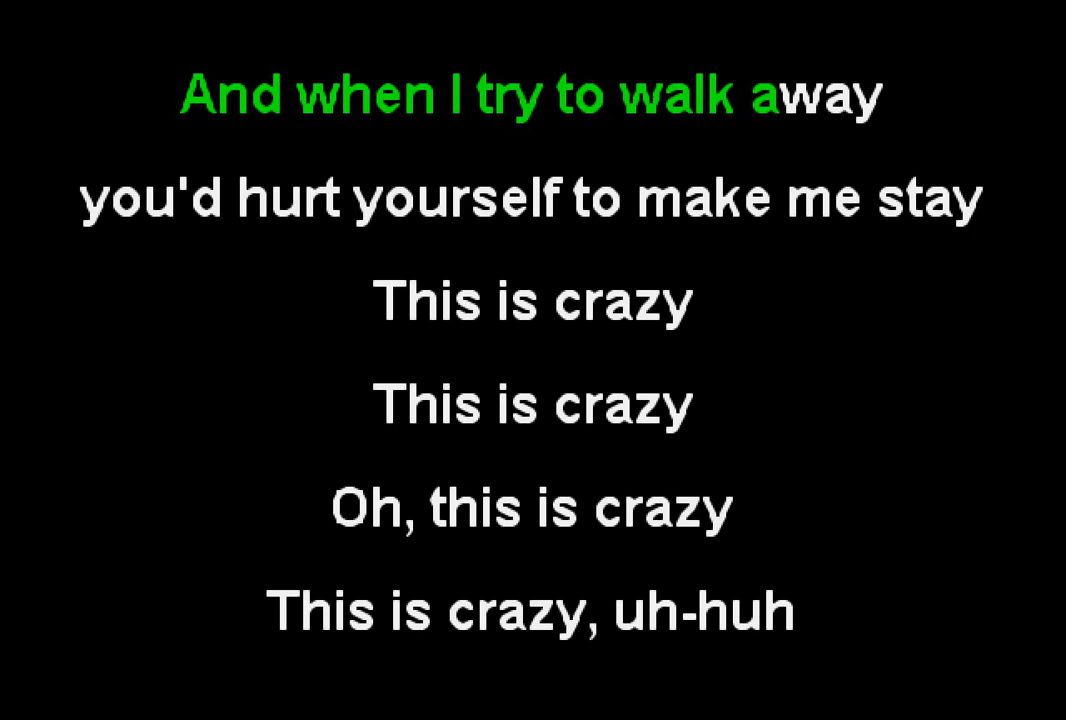 And when I try to walk away
you'd hurt yourself to make me stay
This is crazy
This is crazy
Oh, this is crazy
This is crazy, uh-huh